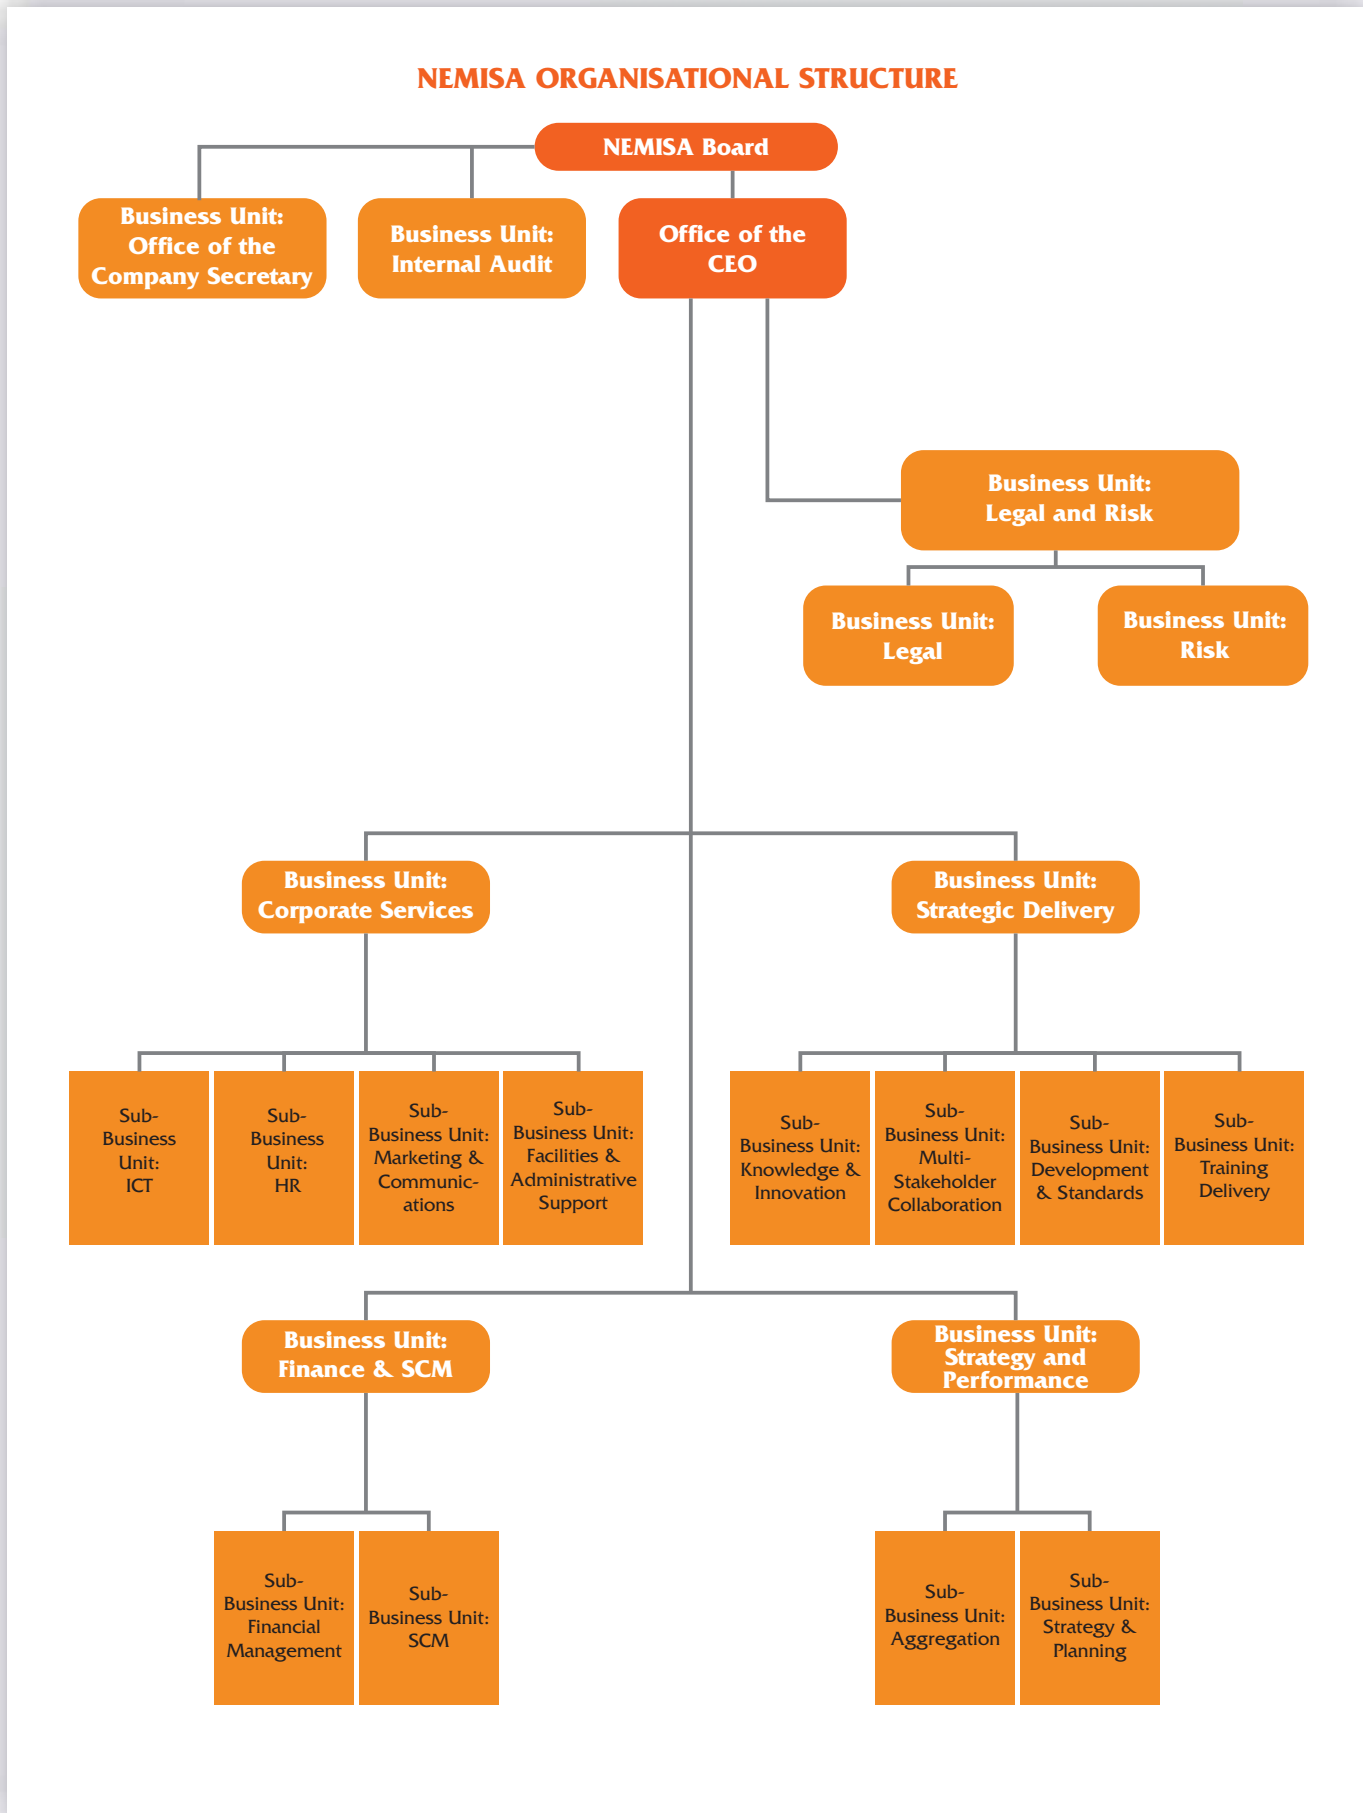 NEMISA ORGANISATIONAL STRUCTURE
NEMISA Board
Business Unit:
Office of the
Company Secretary
Business Unit:
Internal Audit
Office of the
CEO
Business Unit:
Legal and Risk
Business Unit:
Legal
Business Unit:
Risk
Business Unit:
Corporate Services
Business Unit:
Strategic Delivery
Sub-
Business
Unit:
ICT
Sub-
Business
Unit:
HR
Sub-
Business Unit:
Marketing &
Communic-
ations
Sub-
Business Unit:
Facilities &
Administrative
Support
Sub-
Business Unit:
Knowledge &
Innovation
Sub-
Business Unit:
Multi-
Stakeholder
Collaboration
Sub-
Business Unit:
Development
& Standards
Sub-
Business Unit:
Training
Delivery
Business Unit:
Finance & SCM
Business Unit:
Strategy and
Performance
Sub-
Business Unit:
Financial
Management
Sub-
Business Unit:
SCM
Sub-
Business Unit:
Aggregation
Sub-
Business Unit:
Strategy &
Planning